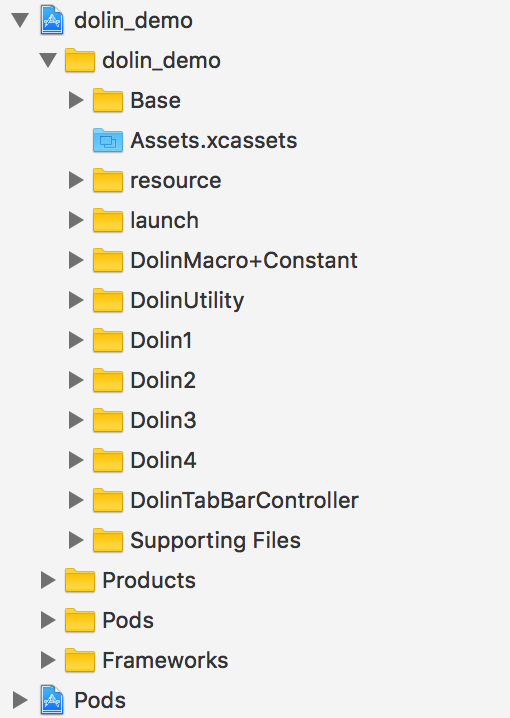 dolin_demo
dolin_demo
Base
Assets.xcassets
resource
launch
DolinMacro+Constant
DolinUtility
Dolin1
Dolin2
Dolin3
Dolin4
DolinTabBarController
Supporting Files
Products
Pods
Frameworks
Pods